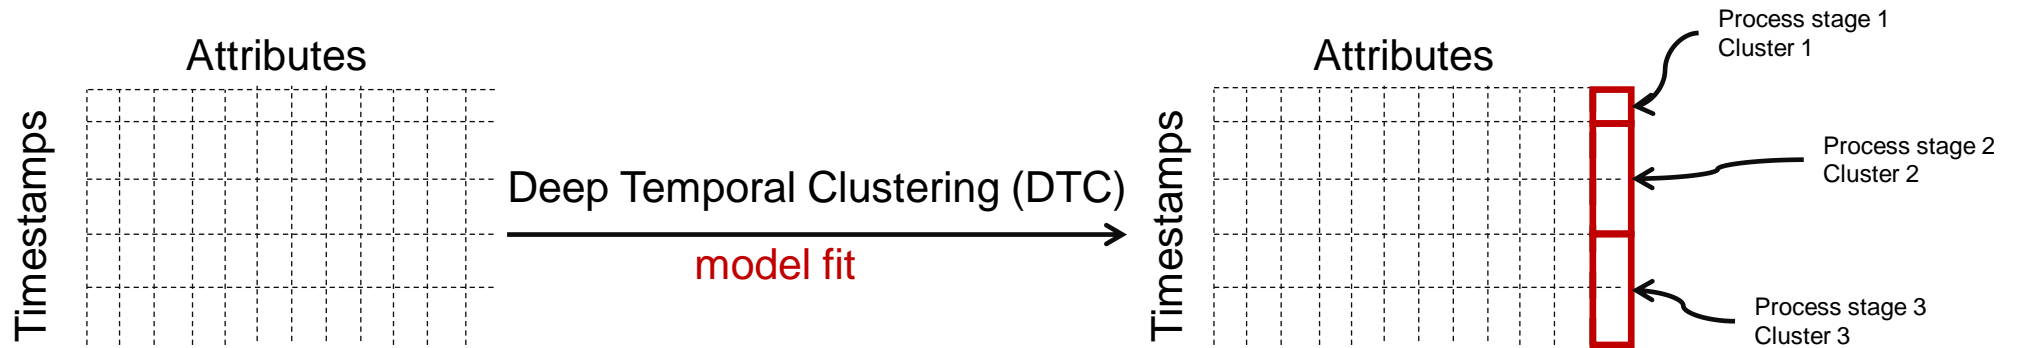 Attributes
Timestamps
Deep Temporal Clustering (DTC)
model fit
Attributes
Timestamps
Process stage 1
Cluster 1
Process stage 2
Cluster 2
Process stage 3
Cluster 3